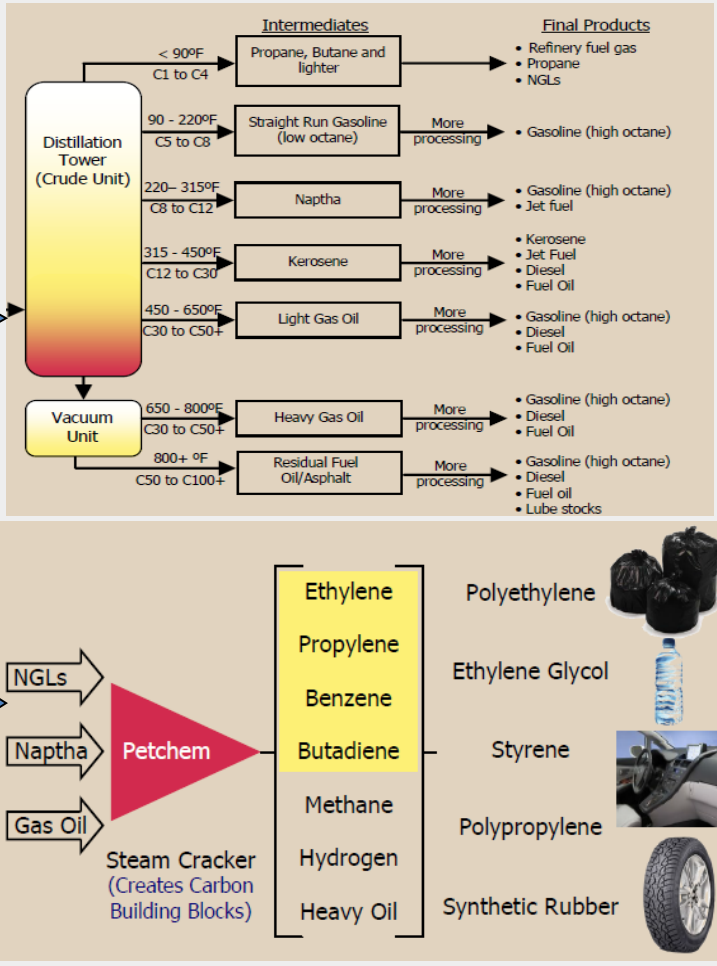 Intermediates
Final Products
< 90ºF
C1 to C4
Propane, Butane and
lighter
• Refinery fuel gas
• Propane
• NGLs
Distillation
Tower
(Crude Unit)
90 - 220ºF
C5 to C8
Straight Run Gasoline
(low octane)
More
processing
• Gasoline (high octane)
220– 315ºF
C8 to C12
Naptha
More
processing
• Gasoline (high octane)
• Jet fuel
315 - 450ºF
C12 to C30
Kerosene
More
processing
• Kerosene
• Jet Fuel
• Diesel
• Fuel Oil
450 - 650ºF
C30 to C50+
Light Gas Oil
More
processing
• Gasoline (high octane)
• Diesel
• Fuel Oil
Vacuum
Unit
650 - 800ºF
C30 to C50+
Heavy Gas Oil
More
processing
• Gasoline (high octane)
• Diesel
• Fuel Oil
800+ ºF
C50 to C100+
Residual Fuel
Oil/Asphalt
More
processing
• Gasoline (high octane)
• Diesel
• Fuel oil
• Lube stocks
NGLs
Naptha
Gas Oil
Petchem
Steam Cracker
(Creates Carbon
Building Blocks)
Ethylene
Propylene
Benzene
Butadiene
Methane
Hydrogen
Heavy Oil
Polyethylene
Ethylene Glycol
Styrene
Polypropylene
Synthetic Rubber